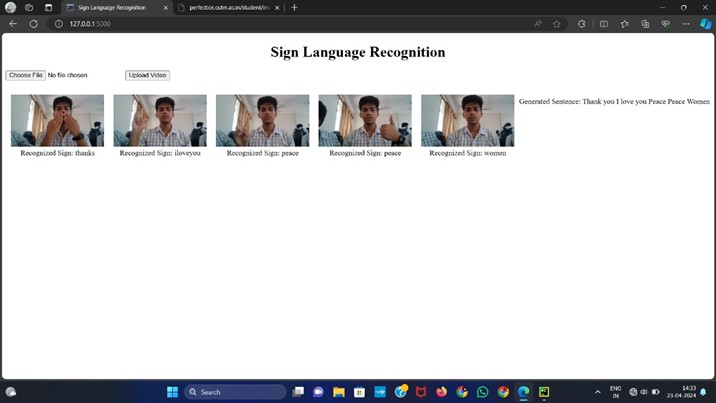 Sign Language Recognition
perfectice.cutm.ac.in/student/in
127.0.0.1:5000
Sign Language Recognition
Choose File No file chosen
Upload Video
Generated Sentence: Thank you I love you Peace Peace Women
Recognized Sign: thanks
Recognized Sign: iloveyou
Recognized Sign: peace
Recognized Sign: peace
Recognized Sign: women
Search
ENG
IN
14:33
23-04-2024